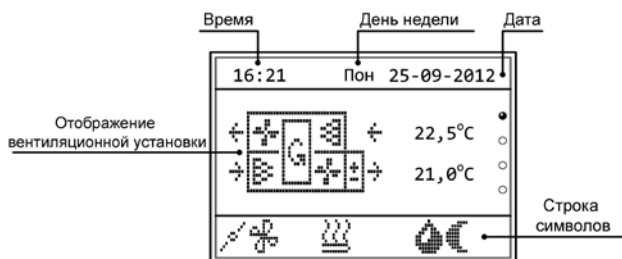 Время День недели Дата
16:21 Пон 25-09-2012
Отображение
вентиляционной установки
G
22,5°C
21,0°C
±
Строка
символов